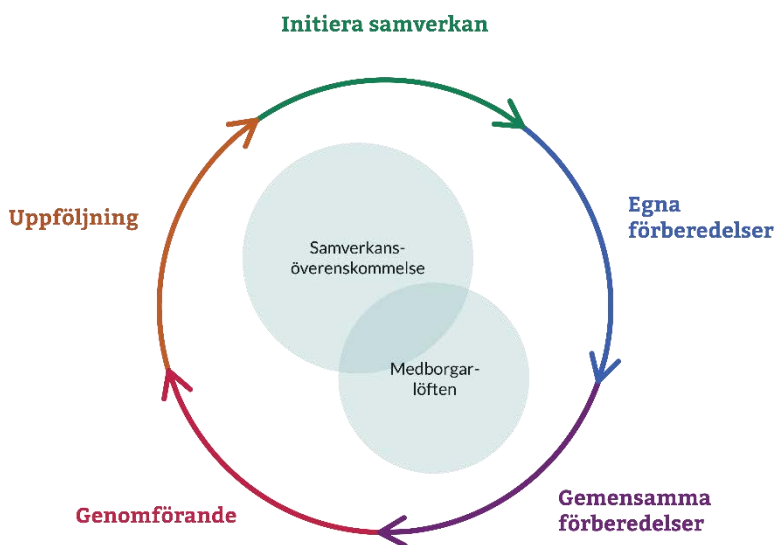 Initiera samverkan
Egna
förberedelser
Gemensamma
förberedelser
Genomförande
Uppföljning
Samverkans-
överenskommelse
Medborgar-
löften